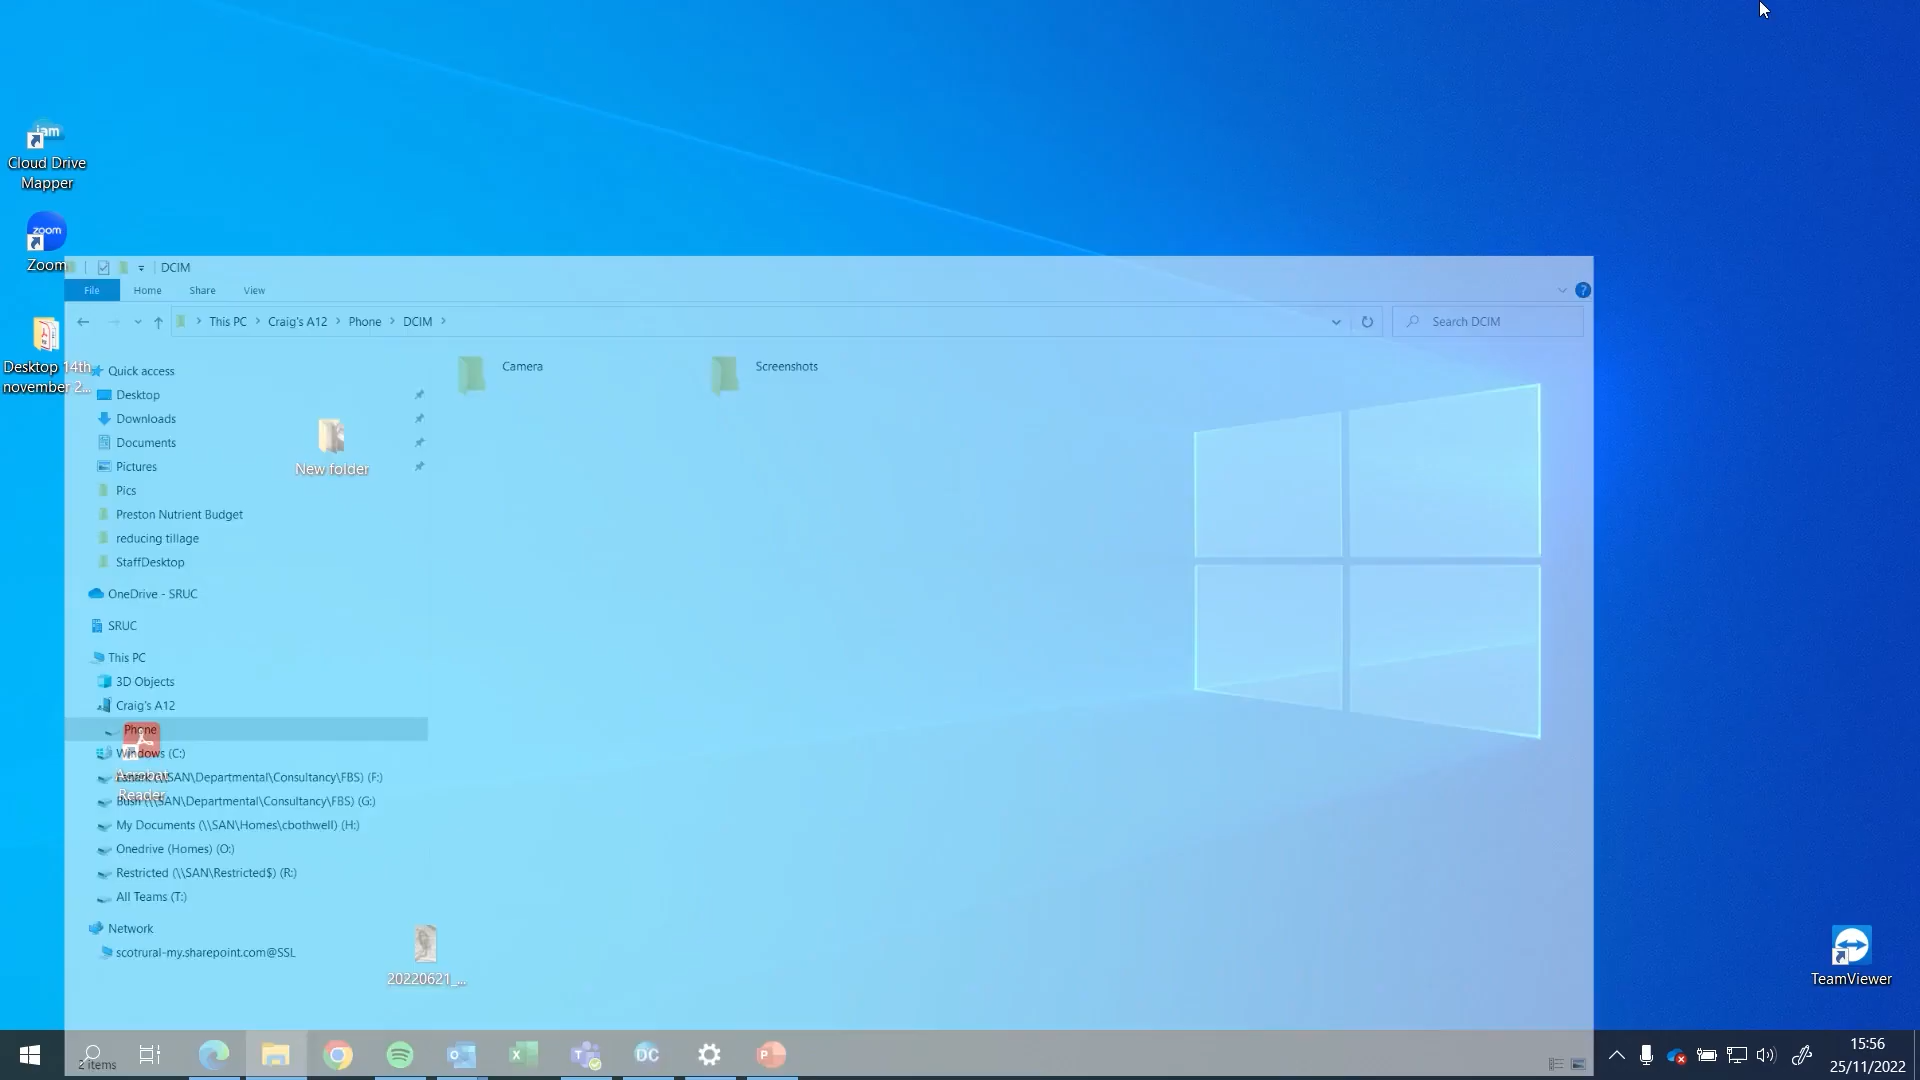 iam
Cloud Drive
Mapper
zoom
Zoom
Desktop 14th
november 2...
DCIM
File Home Share View
This PC Craig's A12 Phone DCIM
Search DCIM
Quick access
Desktop
Downloads
Documents
Pictures
Pics
Preston Nutrient Budget
reducing tillage
StaffDesktop
OneDrive - SRUC
SRUC
This PC
3D Objects
Craig's A12
Phone
Windows (C:)
(\\SAN\Departmental\Consultancy\FBS) (F:)
Bush (\\SAN\Departmental\Consultancy\FBS) (G:)
My Documents (\\SAN\Homes\cbothwell) (H:)
Onedrive (Homes) (O:)
Restricted (\\SAN\Restricted$) (R:)
All Teams (T:)
Network
scotrural-my.sharepoint.com@SSL
Camera
Screenshots
New folder
Acrobat
Reader
20220621_...
TeamViewer
2 items
DC
15:56
25/11/2022